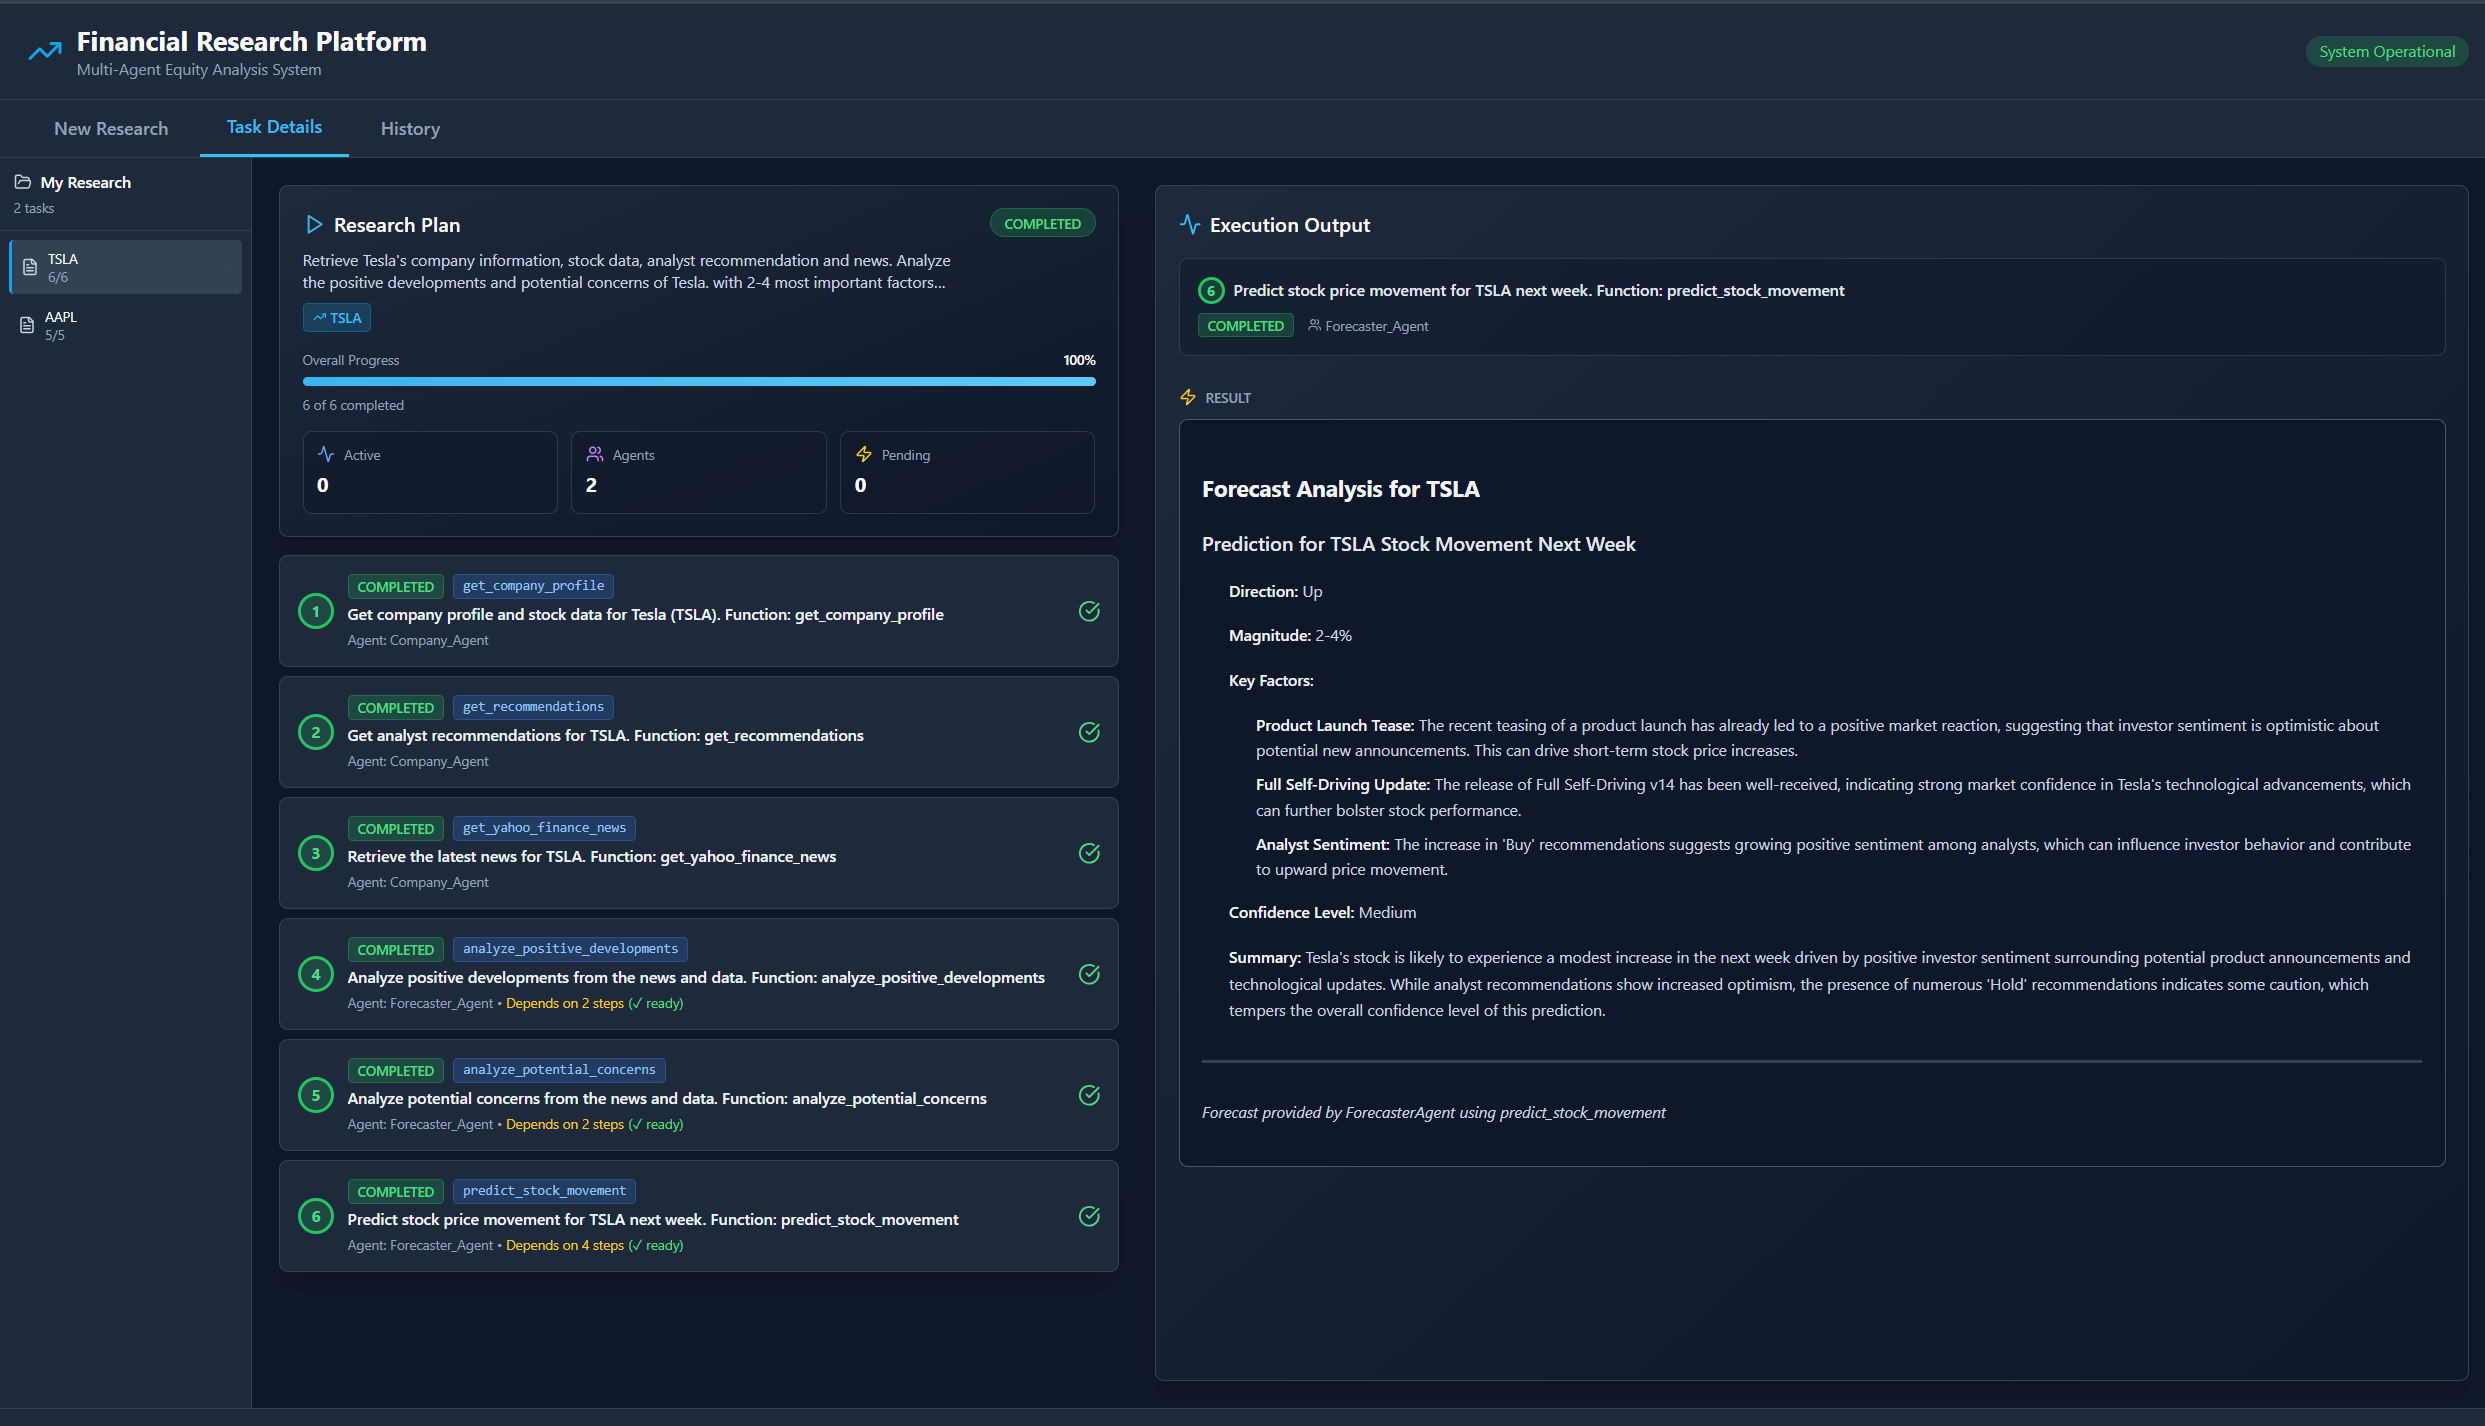 Financial Research Platform
Multi-Agent Equity Analysis System
System Operational
New Research
Task Details
History
My Research
2 tasks
TSLA
6/6
AAPL
5/5
Research Plan
COMPLETED
Retrieve Tesla's company information, stock data, analyst recommendation and news. Analyze
the positive developments and potential concerns of Tesla. with 2-4 most important factors...
TSLA
Overall Progress
100%
6 of 6 completed
Active
0
Agents
2
Pending
0
1
COMPLETED
get_company_profile
Get company profile and stock data for Tesla (TSLA). Function: get_company_profile
Agent: Company_Agent
2
COMPLETED
get_recommendations
Get analyst recommendations for TSLA. Function: get_recommendations
Agent: Company_Agent
3
COMPLETED
get_yahoo_finance_news
Retrieve the latest news for TSLA. Function: get_yahoo_finance_news
Agent: Company_Agent
4
COMPLETED
analyze_positive_developments
Analyze positive developments from the news and data. Function: analyze_positive_developments
Agent: Forecaster_Agent • Depends on 2 steps (✓ ready)
5
COMPLETED
analyze_potential_concerns
Analyze potential concerns from the news and data. Function: analyze_potential_concerns
Agent: Forecaster_Agent • Depends on 2 steps (✓ ready)
6
COMPLETED
predict_stock_movement
Predict stock price movement for TSLA next week. Function: predict_stock_movement
Agent: Forecaster_Agent • Depends on 4 steps (✓ ready)
Execution Output
6
Predict stock price movement for TSLA next week. Function: predict_stock_movement
COMPLETED
Forecaster_Agent
RESULT
Forecast Analysis for TSLA
Prediction for TSLA Stock Movement Next Week
Direction: Up
Magnitude: 2-4%
Key Factors:
Product Launch Tease: The recent teasing of a product launch has already led to a positive market reaction, suggesting that investor sentiment is optimistic about
potential new announcements. This can drive short-term stock price increases.
Full Self-Driving Update: The release of Full Self-Driving v14 has been well-received, indicating strong market confidence in Tesla's technological advancements, which
can further bolster stock performance.
Analyst Sentiment: The increase in 'Buy' recommendations suggests growing positive sentiment among analysts, which can influence investor behavior and contribute
to upward price movement.
Confidence Level: Medium
Summary: Tesla's stock is likely to experience a modest increase in the next week driven by positive investor sentiment surrounding potential product announcements and
technological updates. While analyst recommendations show increased optimism, the presence of numerous 'Hold' recommendations indicates some caution, which
tempers the overall confidence level of this prediction.
Forecast provided by ForecasterAgent using predict_stock_movement